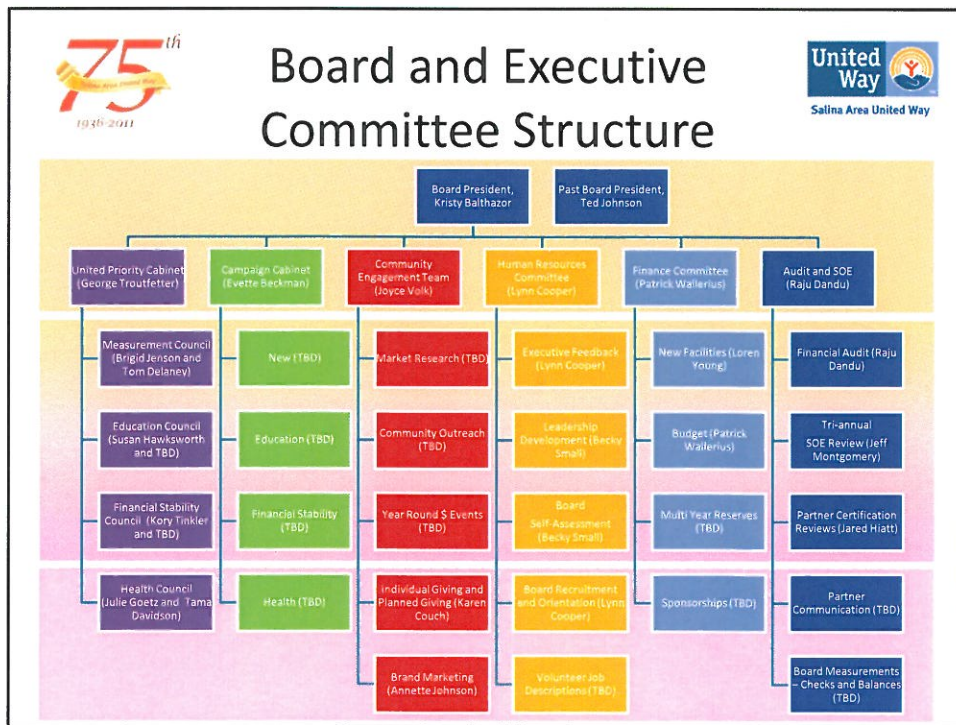 75th
Salina Area United Way
1936-2011
Board and Executive
Committee Structure
United
Way
Salina Area United Way
Board President,
Kristy Balthazor
Past Board President,
Ted Johnson
United Priority Cabinet
(George Troutfetter)
Campaign Cabinet
(Evette Beckman)
Community
Engagement Team
(Joyce Volk)
Human Resources
Committee
(Lynn Cooper)
Finance Committee
(Patrick Wallerius)
Audit and SOE
(Raju Dandu)
Measurement Council
(Brigid Jenson and
Tom Delaney)
New (TBD)
Market Research (TBD)
Executive Feedback
(Lynn Cooper)
New Facilities (Loren
Young)
Financial Audit (Raju
Dandu)
Education Council
(Susan Hawksworth
and TBD)
Education (TBD)
Community Outreach
(TBD)
Leadership
Development (Becky
Small)
Budget (Patrick
Wallerius)
Tri-annual
SOE Review (Jeff
Montgomery)
Financial Stability
Council (Kory Tinkler
and TBD)
Financial Stability
(TBD)
Year Round $ Events
(TBD)
Board
Self-Assessment
(Becky Small)
Multi Year Reserves
(TBD)
Partner Certification
Reviews (Jared Hiatt)
Health Council
(Julie Goetz and Tama
Davidson)
Health (TBD)
Individual Giving and
Planned Giving (Karen
Couch)
Board Recruitment
and Orientation (Lynn
Cooper)
Sponsorships (TBD)
Partner
Communication (TBD)
Brand Marketing
(Annette Johnson)
Volunteer Job
Descriptions (TBD)
Board Measurements
– Checks and Balances
(TBD)